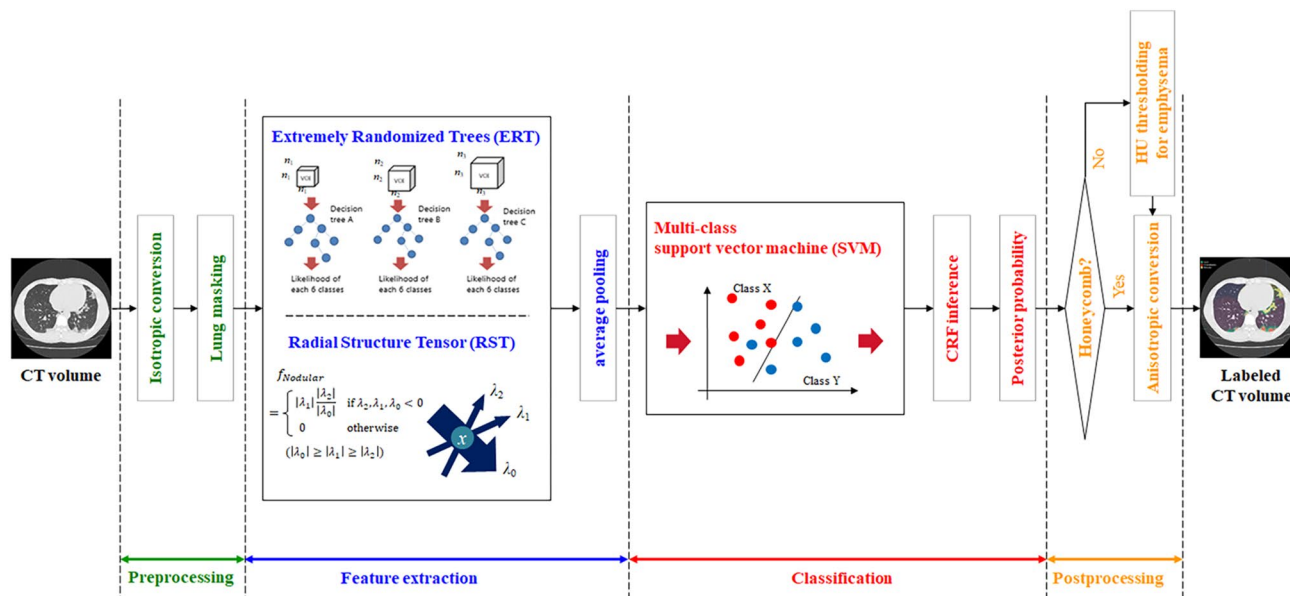 CT volume
Isotropic conversion
Lung masking
Extremely Randomized Trees (ERT)
n₁
n₁
n₁
VOI
n₂
n₂
n₂
VOI
n₃
n₃
n₃
VOI
Decision
tree A
Decision
tree B
Decision
tree C
Likelihood of
each 6 classes
Likelihood of
each 6 classes
Likelihood of
each 6 classes
Radial Structure Tensor (RST)
f_Nodular
= { |λ₁| |λ₂|/|λ₀| if λ₂, λ₁, λ₀ < 0
0 otherwise
(|λ₀| ≥ |λ₁| ≥ |λ₂|)
x
λ₂
λ₁
λ₀
average pooling
Multi-class
support vector machine (SVM)
Class X
Class Y
CRF inference
Posterior probability
Honeycomb?
No
Yes
HU thresholding
for emphysema
Anisotropic conversion
Labeled
CT volume
Preprocessing
Feature extraction
Classification
Postprocessing